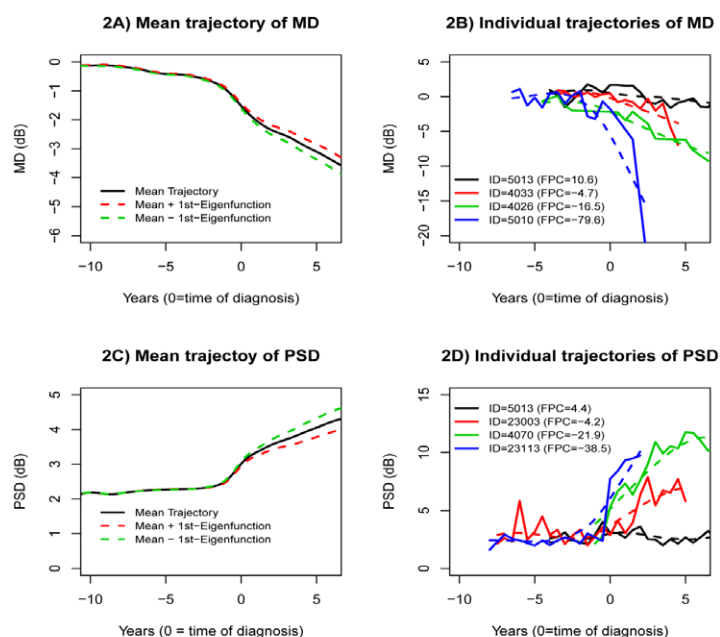 2A) Mean trajectory of MD
0
−1
−2
−3
−4
−5
−6
MD (dB)
Mean Trajectory
Mean + 1st−Eigenfunction
Mean − 1st−Eigenfunction
−10 −5 0 5
Years (0=time of diagnosis)
2B) Individual trajectories of MD
5
0
−5
−10
−15
−20
MD (dB)
ID=5013 (FPC=10.6)
ID=4033 (FPC=−4.7)
ID=4026 (FPC=−16.5)
ID=5010 (FPC=−79.6)
−10 −5 0 5
Years (0=time of diagnosis)
2C) Mean trajectoy of PSD
5
4
3
2
1
0
PSD (dB)
Mean Trajectory
Mean + 1st−Eigenfunction
Mean − 1st−Eigenfunction
−10 −5 0 5
Years (0 = time of diagnosis)
2D) Individual trajectories of PSD
15
10
5
0
PSD (dB)
ID=5013 (FPC=4.4)
ID=23003 (FPC=−4.2)
ID=4070 (FPC=−21.9)
ID=23113 (FPC=−38.5)
−10 −5 0 5
Years (0=time of diagnosis)